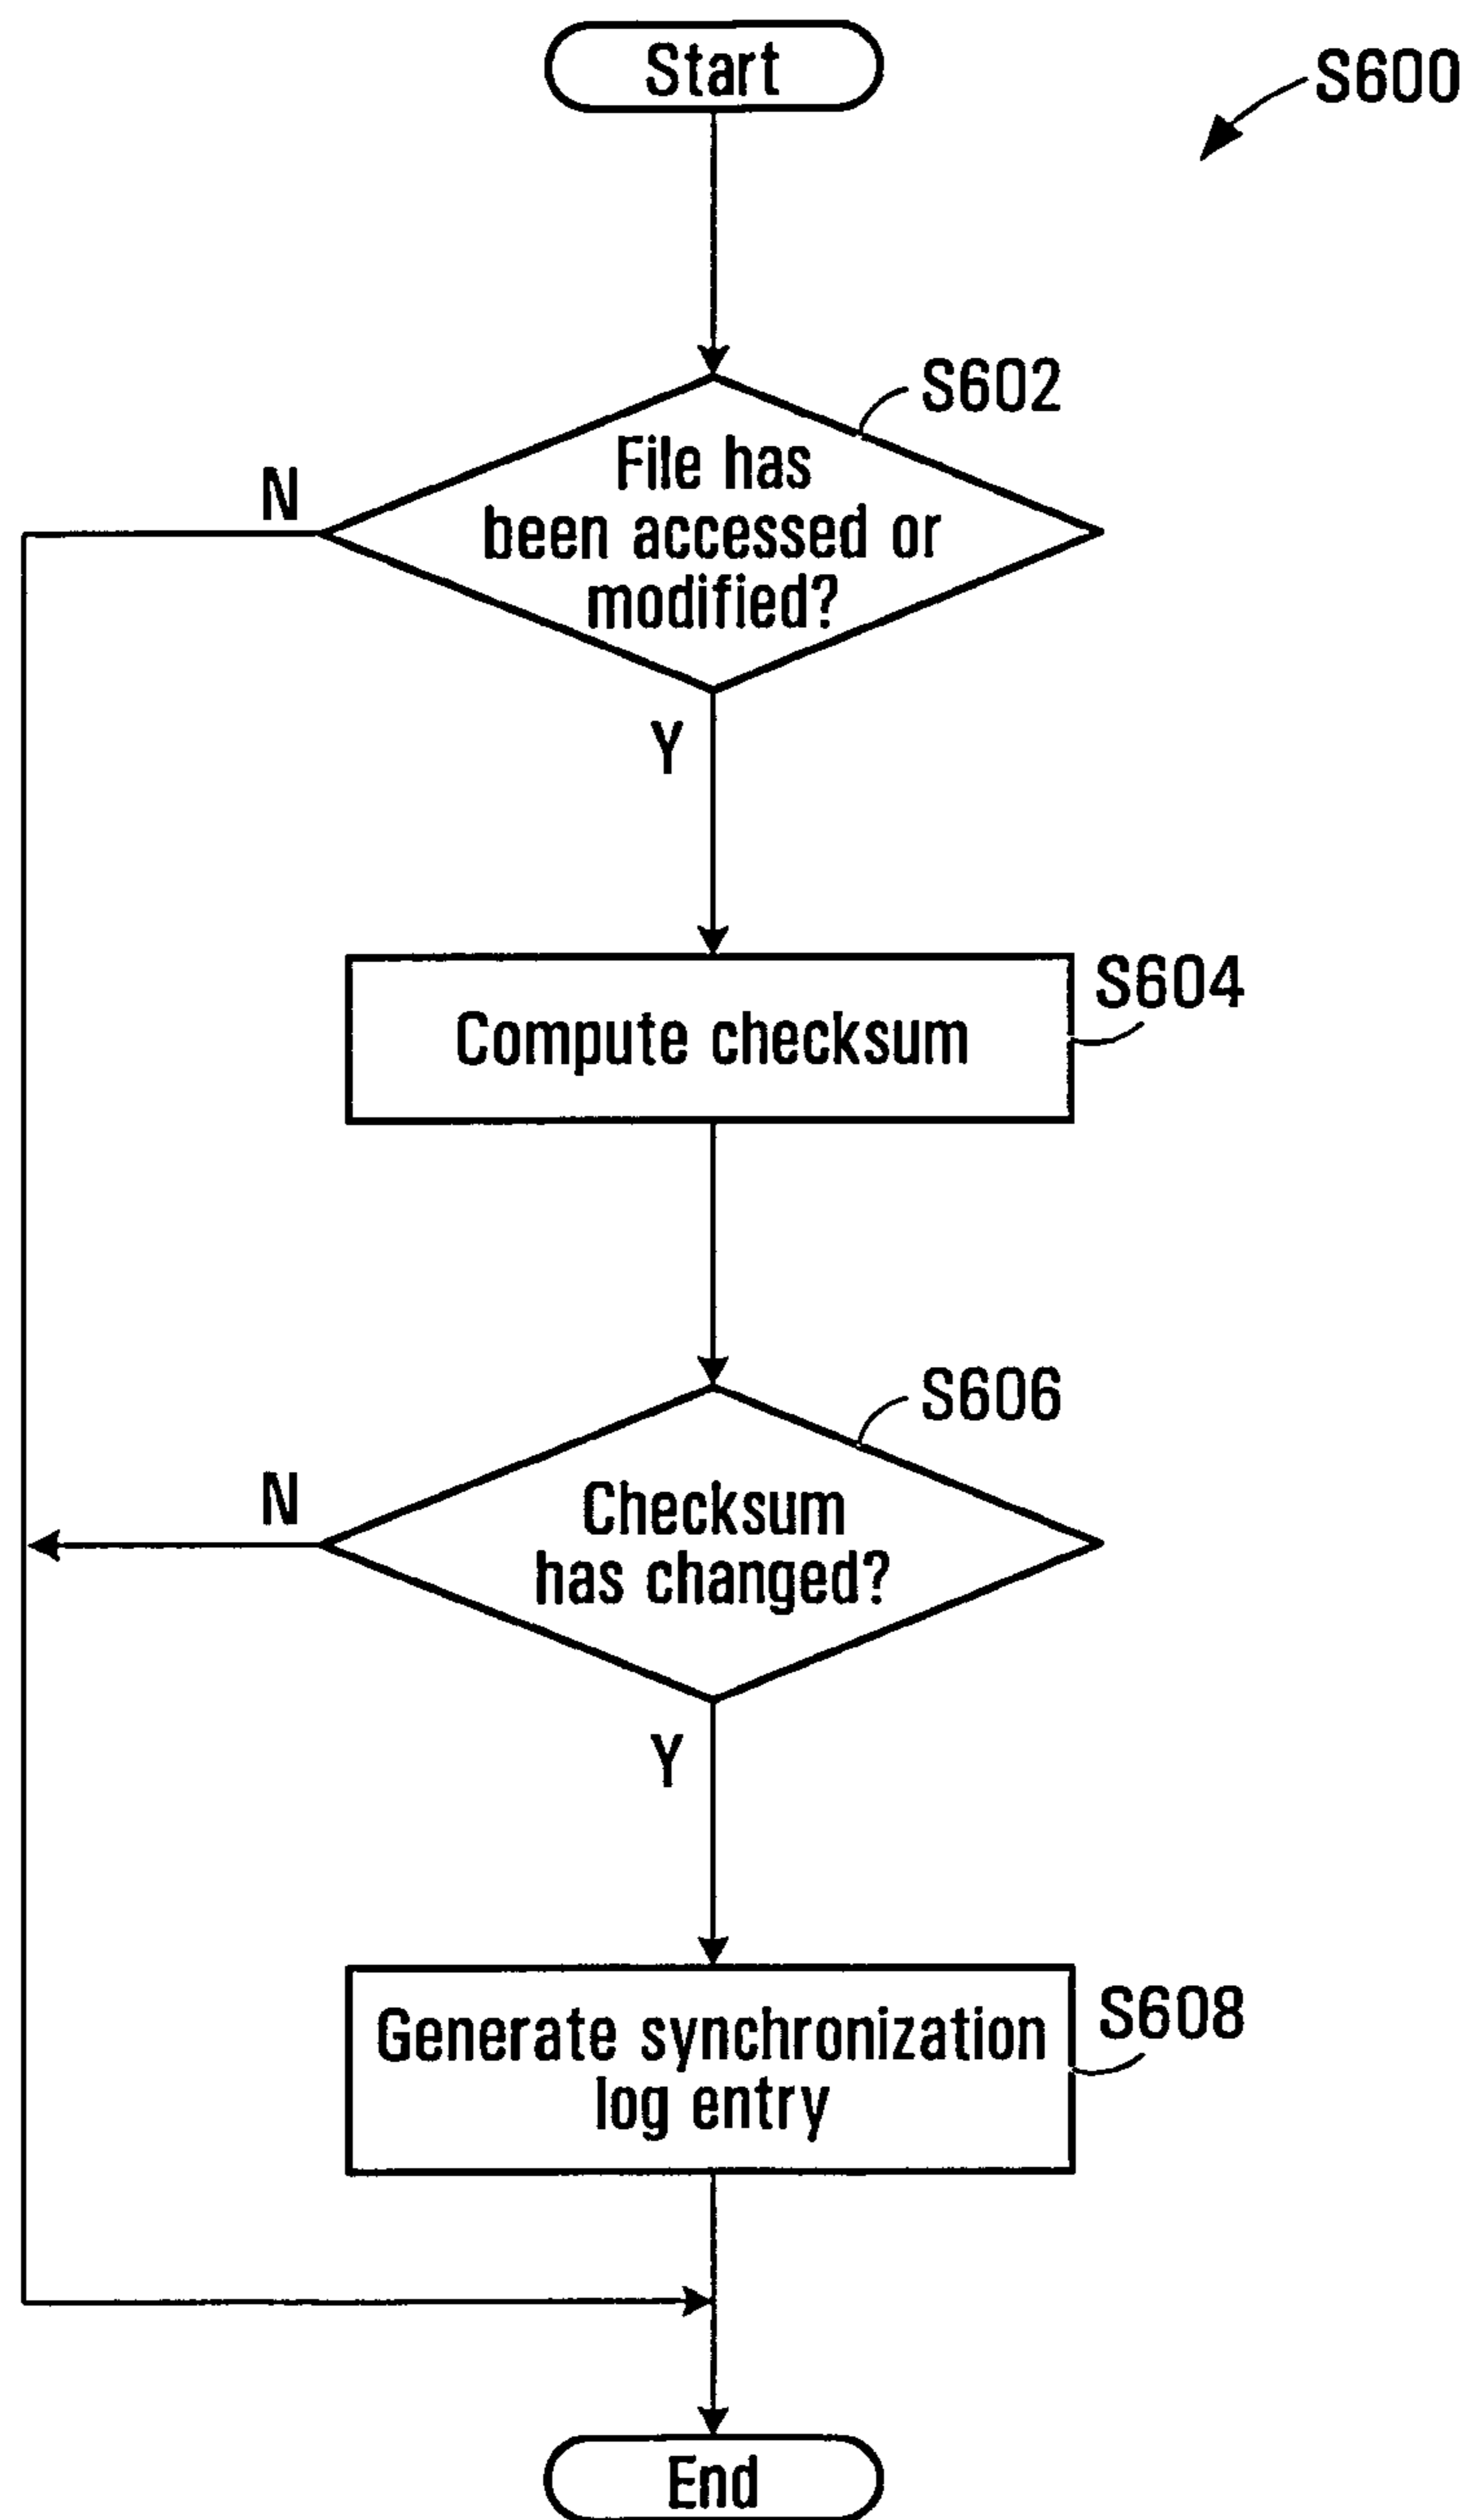 Start
S600
S602
File has
been accessed or
modified?
N
Y
S604
Compute checksum
S606
Checksum
has changed?
N
Y
S608
Generate synchronization
log entry
End